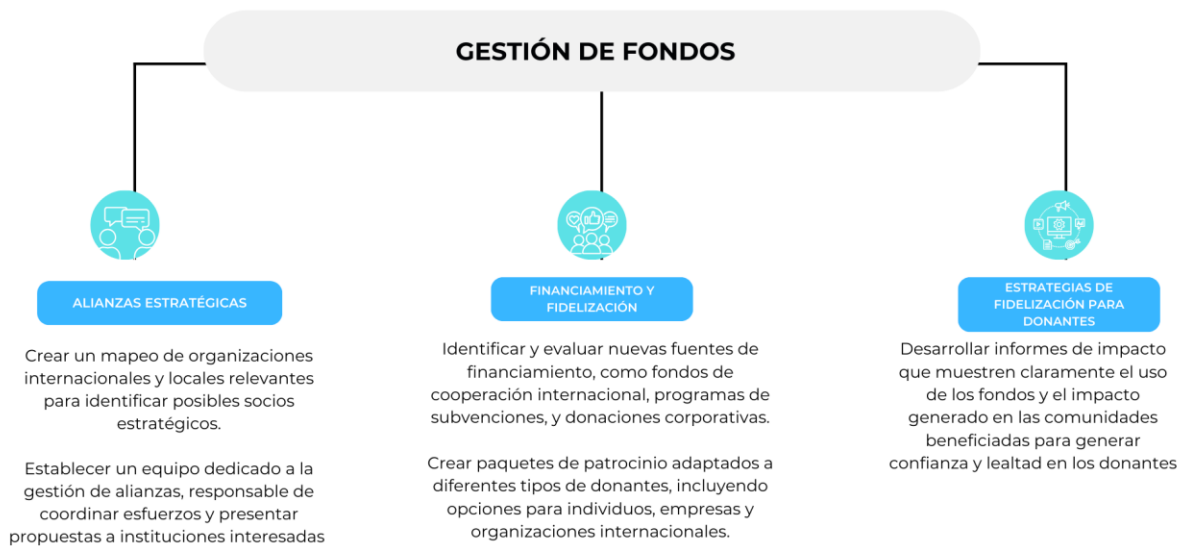 GESTIÓN DE FONDOS
ALIANZAS ESTRATÉGICAS
Crear un mapeo de organizaciones
internacionales y locales relevantes
para identificar posibles socios
estratégicos.
Establecer un equipo dedicado a la
gestión de alianzas, responsable de
coordinar esfuerzos y presentar
propuestas a instituciones interesadas
FINANCIAMIENTO Y
FIDELIZACIÓN
Identificar y evaluar nuevas fuentes de
financiamiento, como fondos de
cooperación internacional, programas de
subvenciones, y donaciones corporativas.
Crear paquetes de patrocinio adaptados a
diferentes tipos de donantes, incluyendo
opciones para individuos, empresas y
organizaciones internacionales.
ESTRATEGIAS DE
FIDELIZACIÓN PARA
DONANTES
Desarrollar informes de impacto
que muestren claramente el uso
de los fondos y el impacto
generado en las comunidades
beneficiadas para generar
confianza y lealtad en los donantes